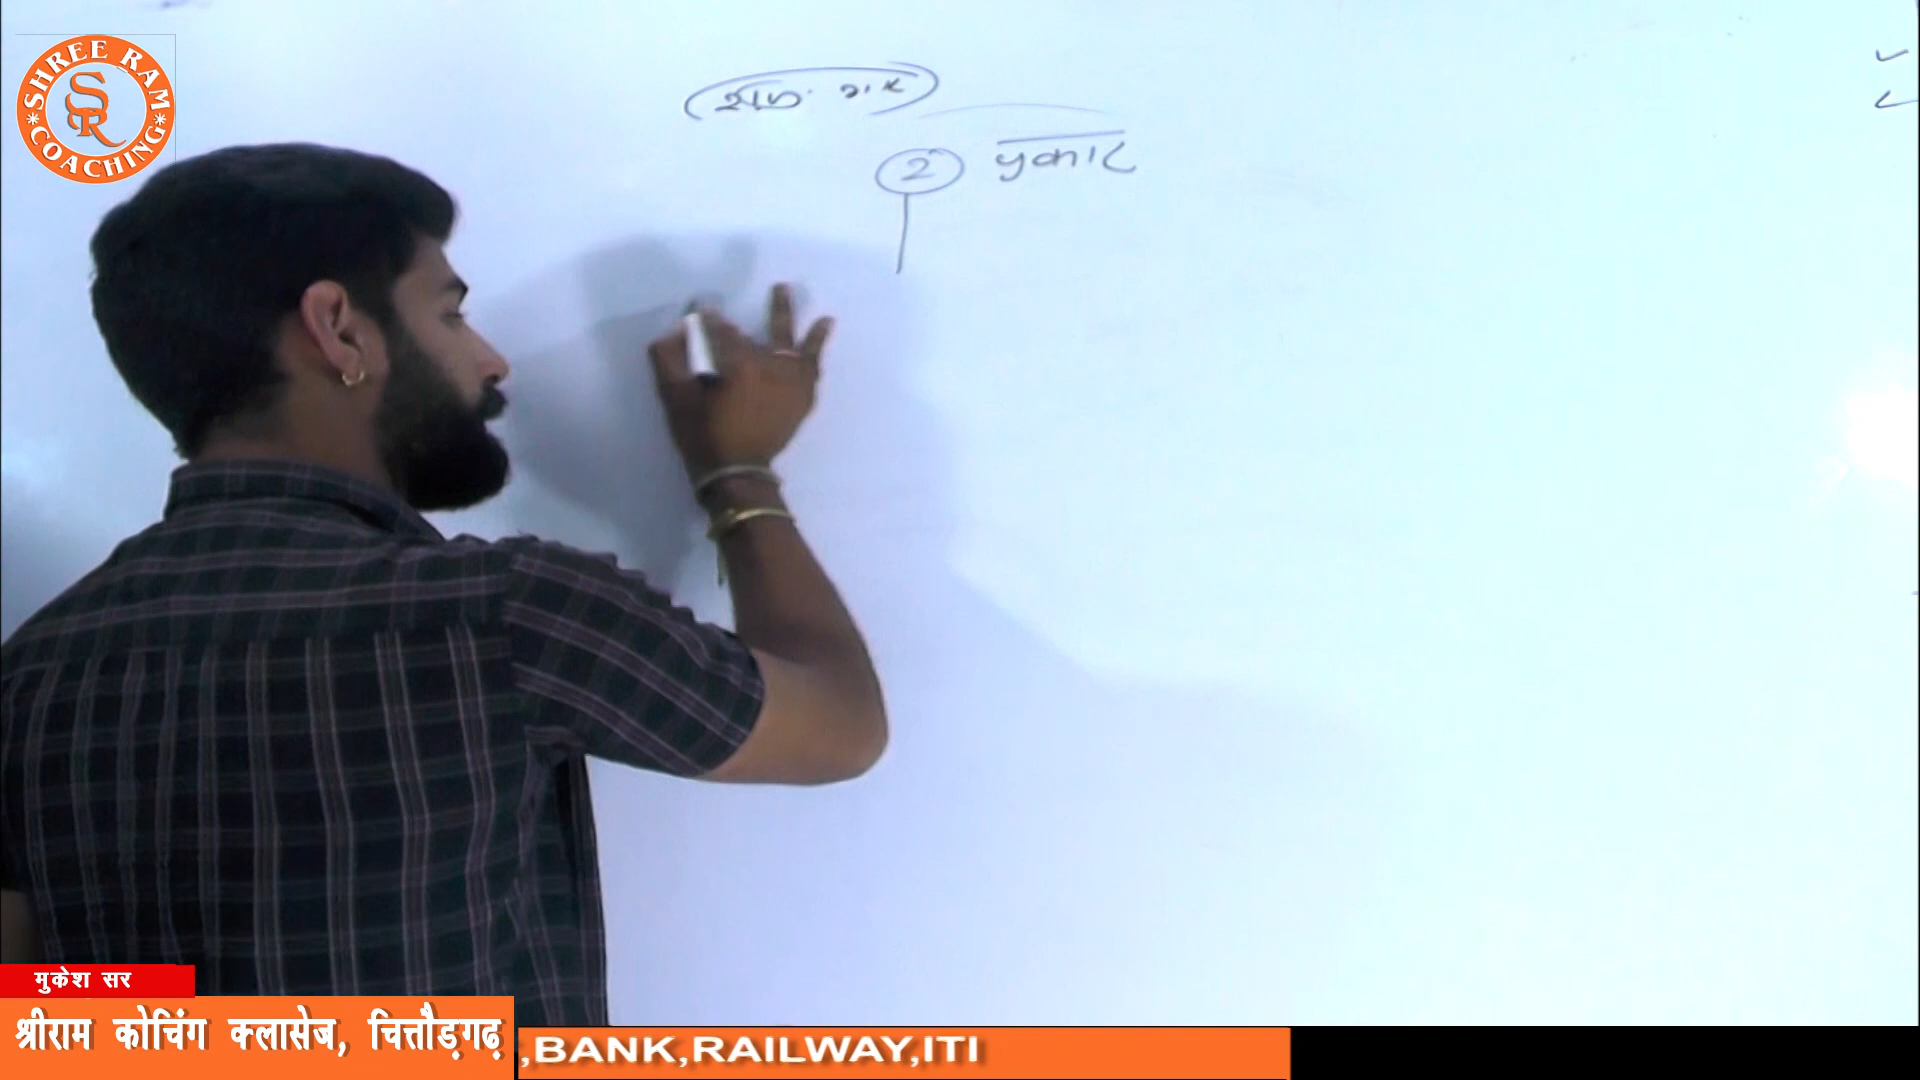 SHREE RAM
COACHING
SR
2 प्रकार
मुकेश सर
श्रीराम कोचिंग क्लासेज, चित्तौड़गढ़
,BANK,RAILWAY,ITI